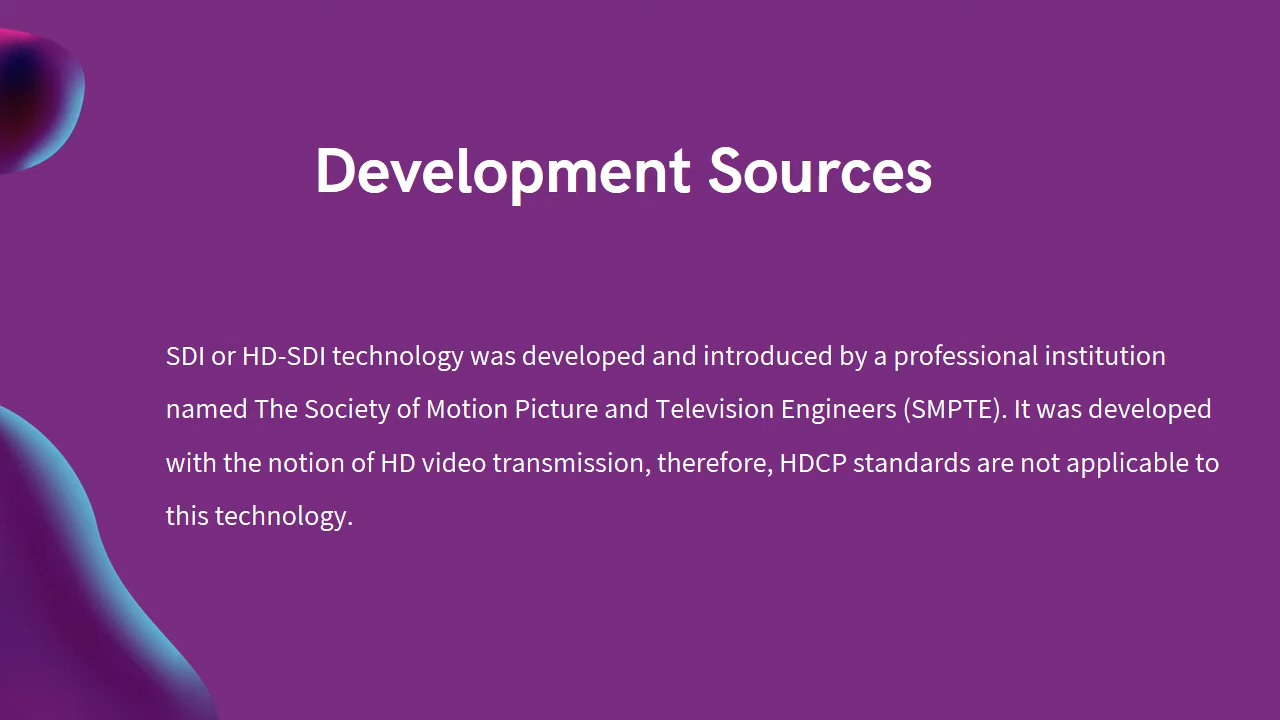 Development Sources
SDI or HD-SDI technology was developed and introduced by a professional institution
named The Society of Motion Picture and Television Engineers (SMPTE). It was developed
with the notion of HD video transmission, therefore, HDCP standards are not applicable to
this technology.